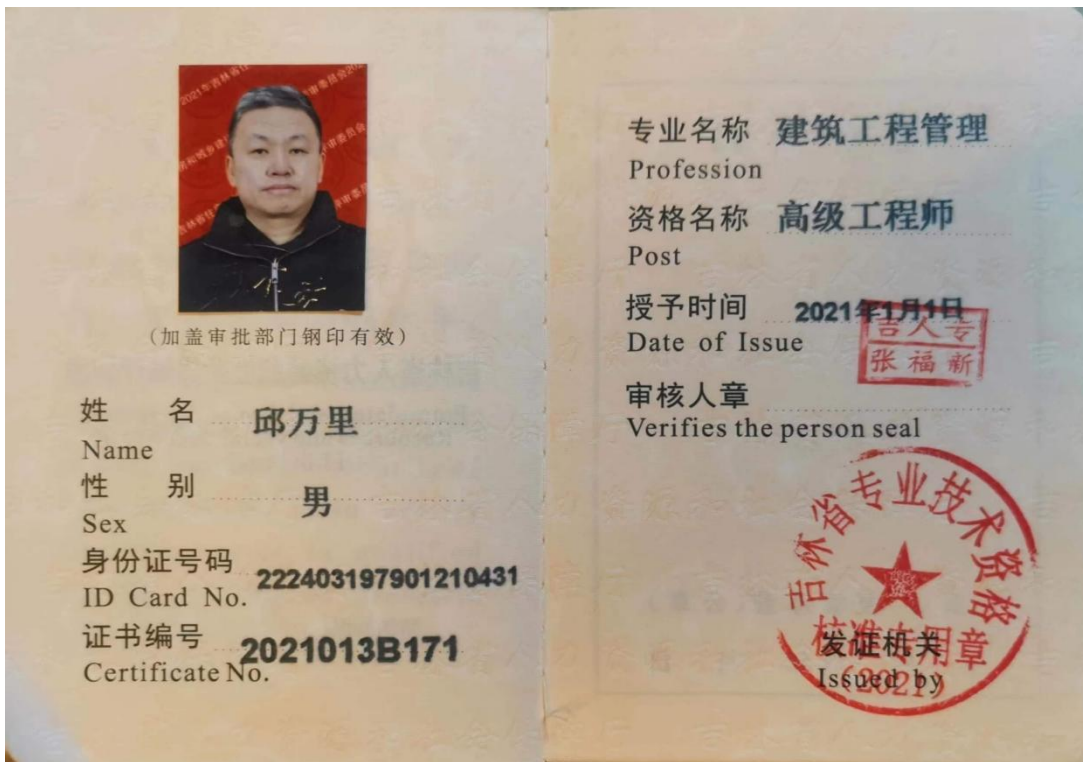 (加盖审批部门钢印有效)
姓 名 邱万里
Name
性 别 男
Sex
身份证号码 222403197901210431
ID Card No.
证书编号 2021013B171
Certificate No.
专业名称 建筑工程管理
Profession
资格名称 高级工程师
Post
授予时间 2021年1月1日
Date of Issue
吉人专
张福新
审核人章
Verifies the person seal
吉林省专业技术资格
核准专用章
发证机关
(2021)
Issued by